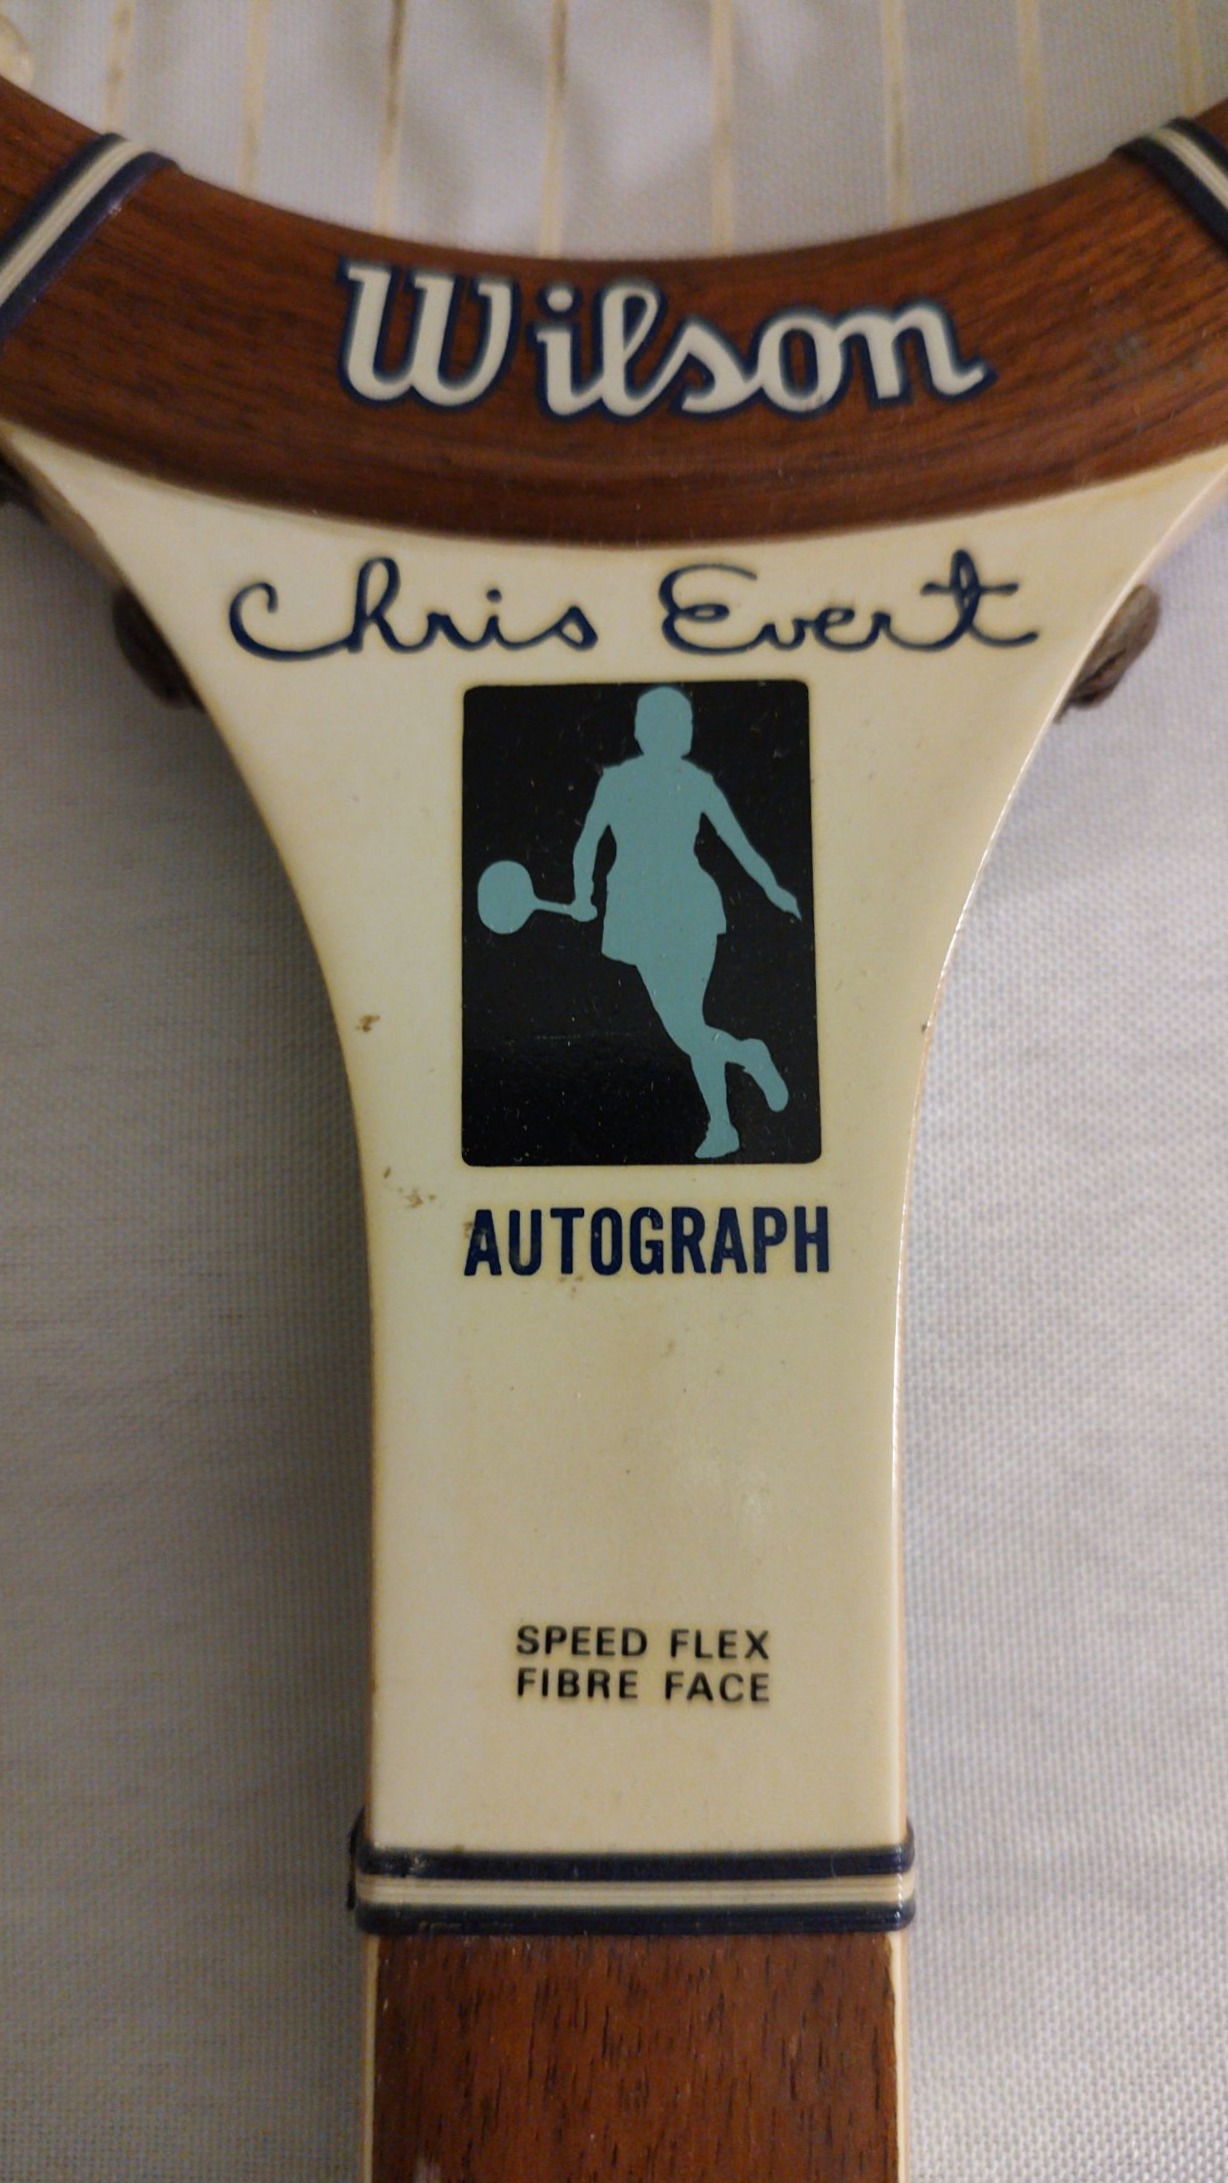 Wilson
Chris Evert
AUTOGRAPH
SPEED FLEX
FIBRE FACE